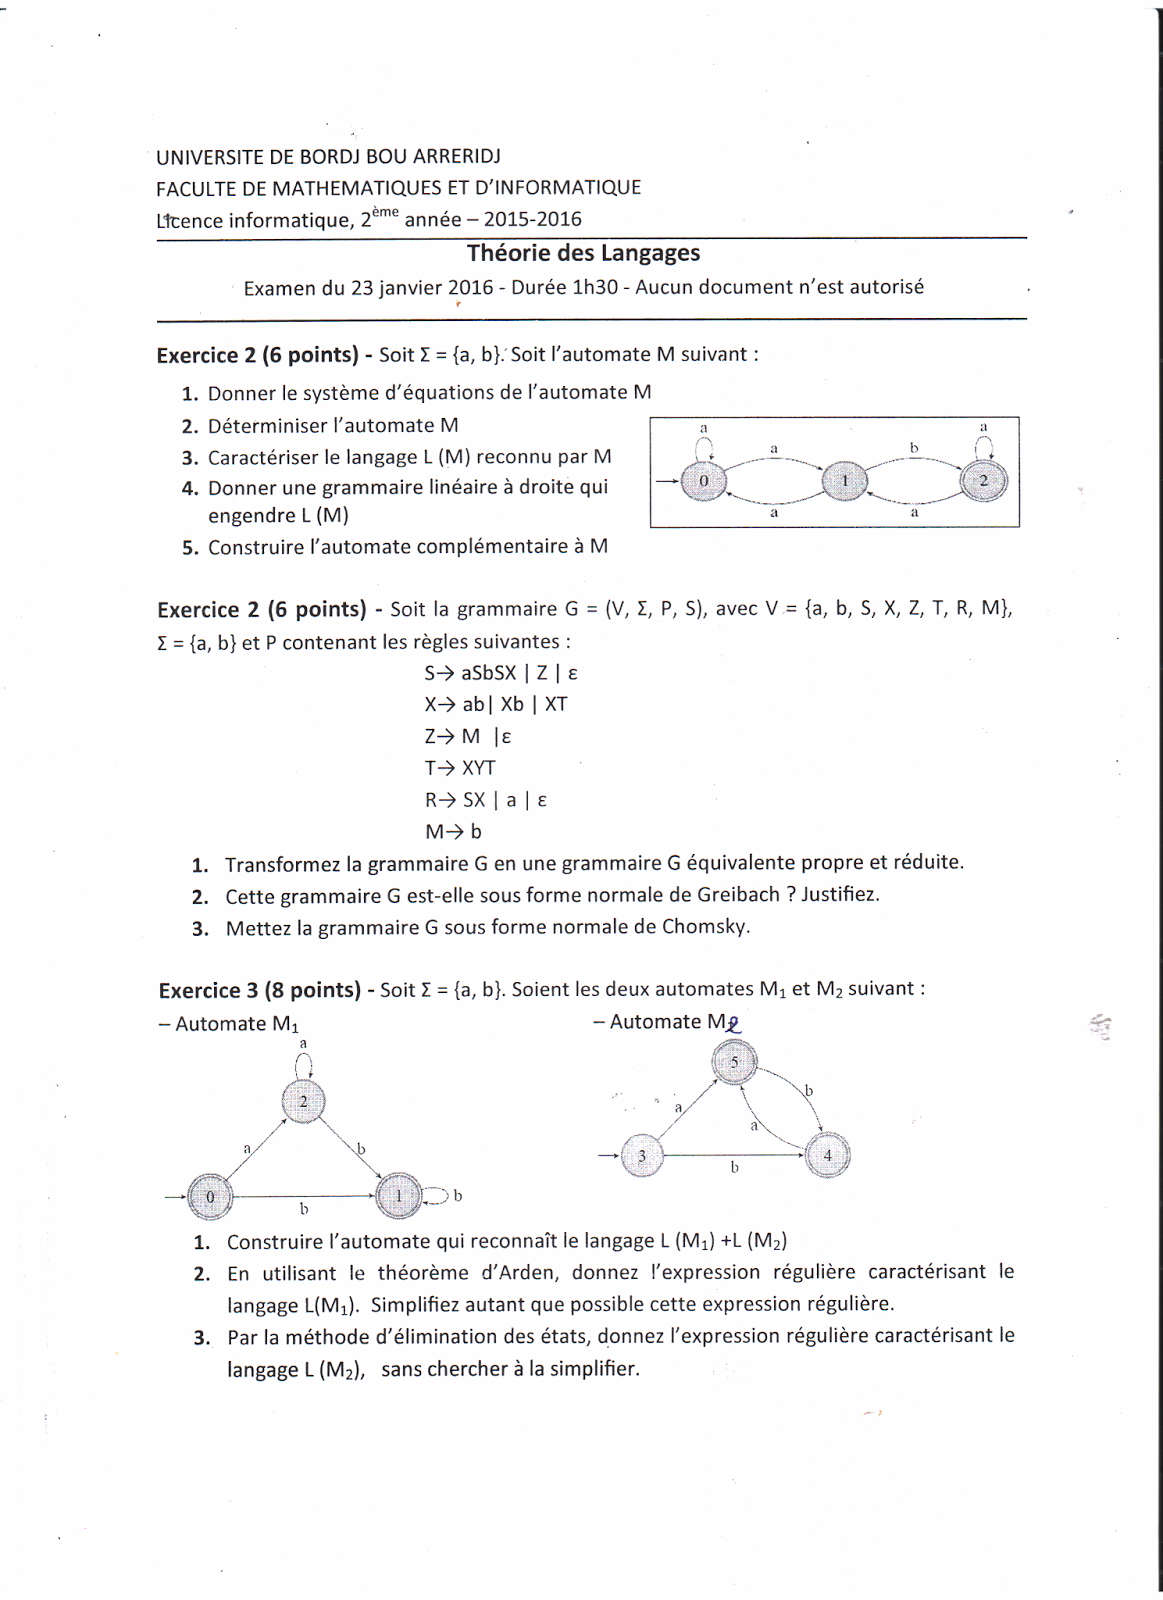 UNIVERSITE DE BORDJ BOU ARRERIDJ
FACULTE DE MATHEMATIQUES ET D'INFORMATIQUE
Licence informatique, 2ème année – 2015-2016
Théorie des Langages
Examen du 23 janvier 2016 - Durée 1h30 - Aucun document n'est autorisé
Exercice 2 (6 points) - Soit Σ = {a, b}. Soit l'automate M suivant :
1. Donner le système d'équations de l'automate M
2. Déterminiser l'automate M
3. Caractériser le langage L (M) reconnu par M
4. Donner une grammaire linéaire à droite qui
engendre L (M)
5. Construire l'automate complémentaire à M
a a
a b
0 1 2
a a
Exercice 2 (6 points) - Soit la grammaire G = (V, Σ, P, S), avec V = {a, b, S, X, Z, T, R, M},
Σ = {a, b} et P contenant les règles suivantes :
S→ aSbSX | Z | ε
X→ ab| Xb | XT
Z→ M |ε
T→ XYT
R→ SX | a | ε
M→ b
1. Transformez la grammaire G en une grammaire G équivalente propre et réduite.
2. Cette grammaire G est-elle sous forme normale de Greibach ? Justifiez.
3. Mettez la grammaire G sous forme normale de Chomsky.
Exercice 3 (8 points) - Soit Σ = {a, b}. Soient les deux automates M1 et M2 suivant :
– Automate M1
a
2
a b
0 1 b
b
– Automate M2
5
a b
a
3 4
b
1. Construire l'automate qui reconnaît le langage L (M1) +L (M2)
2. En utilisant le théorème d'Arden, donnez l'expression régulière caractérisant le
langage L(M1). Simplifiez autant que possible cette expression régulière.
3. Par la méthode d'élimination des états, donnez l'expression régulière caractérisant le
langage L (M2), sans chercher à la simplifier.